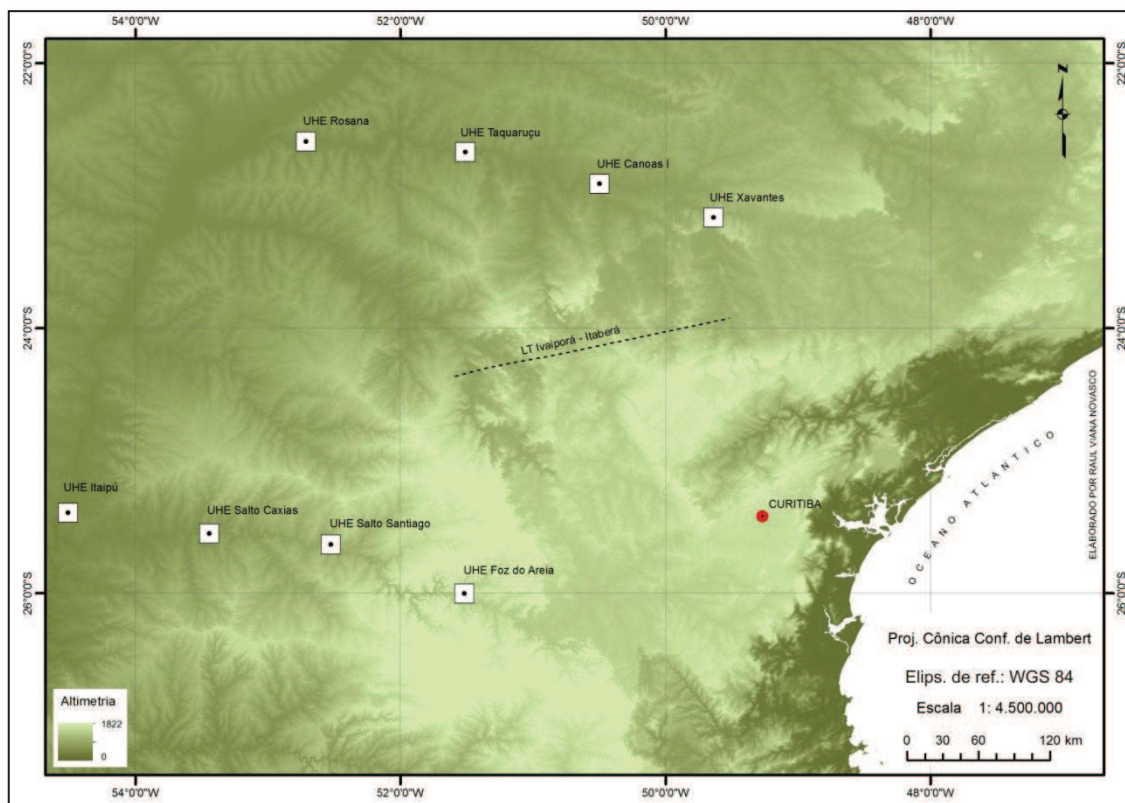 54°0'0"W
52°0'0"W
50°0'0"W
48°0'0"W
22°0'0"S
22°0'0"S
N
UHE Rosana
UHE Taquaruçu
UHE Canoas I
UHE Xavantes
24°0'0"S
24°0'0"S
LT Ivaiporá - Itaberá
ELABORADO POR RAUL VIANA NOVASCO
OCEANO ATLANTICO
UHE Itaipú
UHE Salto Caxias
UHE Salto Santiago
CURITIBA
UHE Foz do Areia
26°0'0"S
26°0'0"S
Proj. Cônica Conf. de Lambert
Elips. de ref.: WGS 84
Escala 1: 4.500.000
0 30 60 120 km
Altimetria
1822
0
54°0'0"W
52°0'0"W
50°0'0"W
48°0'0"W